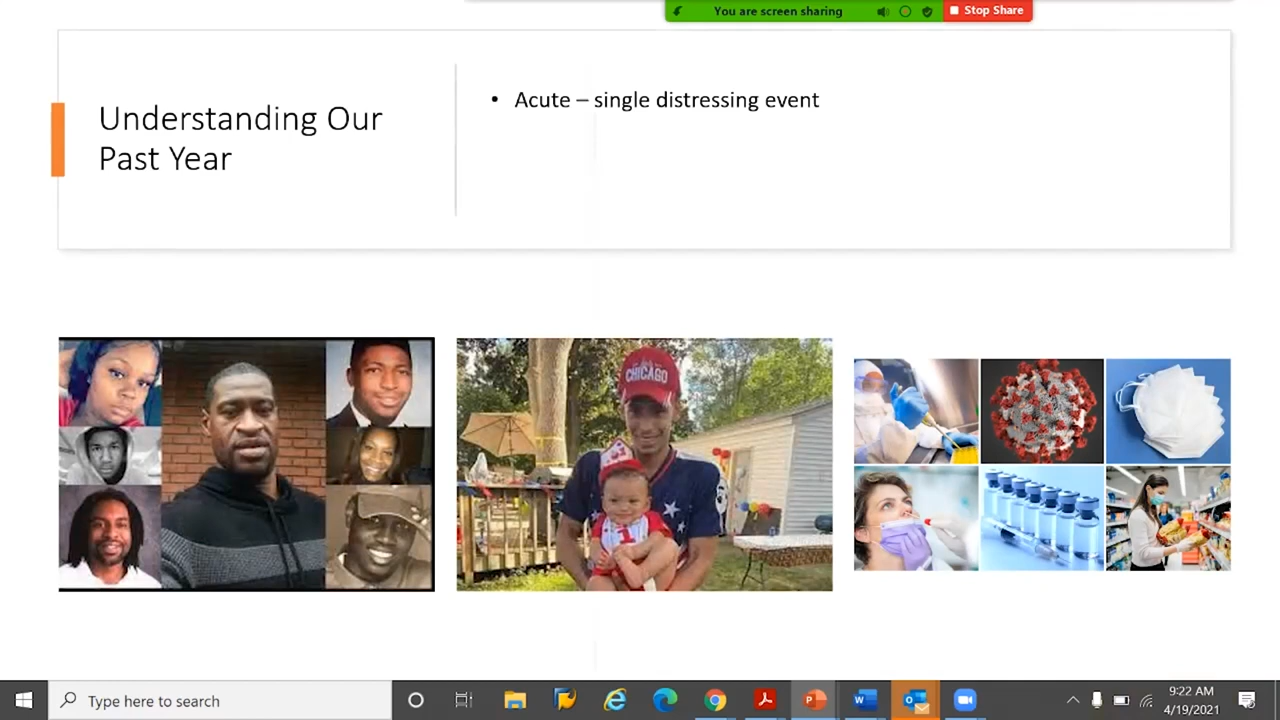 You are screen sharing
Stop Share
Understanding Our
Past Year
• Acute – single distressing event
CHICAGO
Type here to search
9:22 AM
4/19/2021